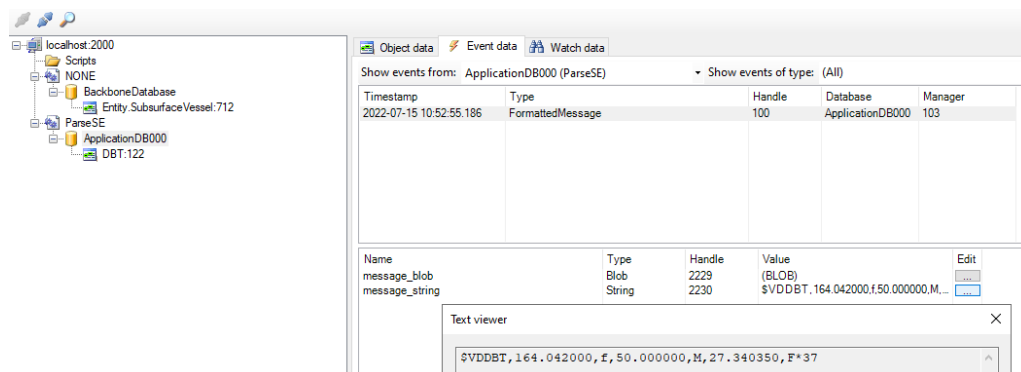 localhost:2000
Scripts
NONE
BackboneDatabase
Entity.SubsurfaceVessel:712
ParseSE
ApplicationDB000
DBT:122
Object data Event data Watch data
Show events from: ApplicationDB000 (ParseSE) Show events of type: (All)
Timestamp Type Handle Database Manager
2022-07-15 10:52:55.186 FormattedMessage 100 ApplicationDB000 103
Name Type Handle Value Edit
message_blob Blob 2229 (BLOB) ...
message_string String 2230 $VDDBT,164.042000,f,50.000000,M,... ...
Text viewer
$VDDBT,164.042000,f,50.000000,M,27.340350,F*37